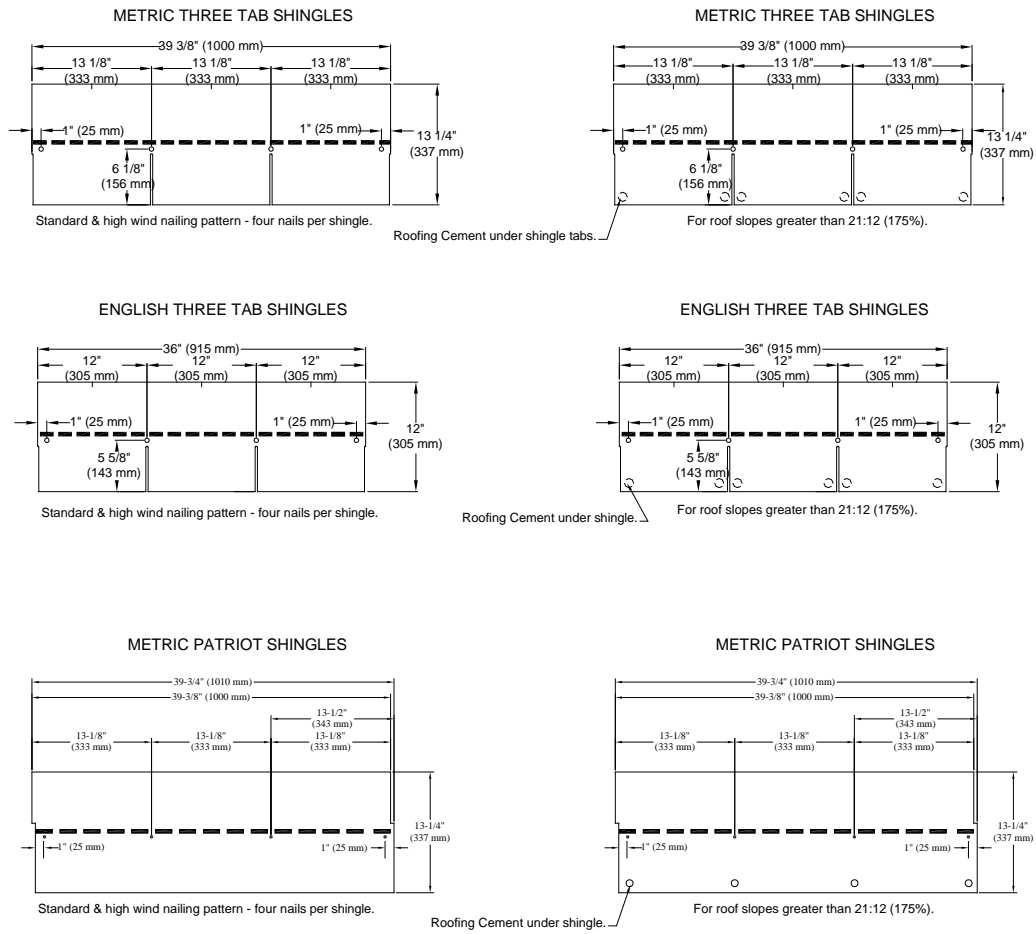 METRIC THREE TAB SHINGLES
39 3/8" (1000 mm)
13 1/8" 13 1/8" 13 1/8"
(333 mm) (333 mm) (333 mm)
1" (25 mm) 1" (25 mm)
13 1/4"
(337 mm)
6 1/8"
(156 mm)
Standard & high wind nailing pattern - four nails per shingle.
METRIC THREE TAB SHINGLES
39 3/8" (1000 mm)
13 1/8" 13 1/8" 13 1/8"
(333 mm) (333 mm) (333 mm)
1" (25 mm) 1" (25 mm)
13 1/4"
(337 mm)
6 1/8"
(156 mm)
For roof slopes greater than 21:12 (175%).
Roofing Cement under shingle tabs.
ENGLISH THREE TAB SHINGLES
36" (915 mm)
12" 12" 12"
(305 mm) (305 mm) (305 mm)
1" (25 mm) 1" (25 mm)
12"
(305 mm)
5 5/8"
(143 mm)
Standard & high wind nailing pattern - four nails per shingle.
ENGLISH THREE TAB SHINGLES
36" (915 mm)
12" 12" 12"
(305 mm) (305 mm) (305 mm)
1" (25 mm) 1" (25 mm)
12"
(305 mm)
5 5/8"
(143 mm)
For roof slopes greater than 21:12 (175%).
Roofing Cement under shingle.
METRIC PATRIOT SHINGLES
39-3/4" (1010 mm)
39-3/8" (1000 mm)
13-1/2"
(343 mm)
13-1/8" 13-1/8" 13-1/8"
(333 mm) (333 mm) (333 mm)
13-1/4"
(337 mm)
1" (25 mm) 1" (25 mm)
Standard & high wind nailing pattern - four nails per shingle.
METRIC PATRIOT SHINGLES
39-3/4" (1010 mm)
39-3/8" (1000 mm)
13-1/2"
(343 mm)
13-1/8" 13-1/8" 13-1/8"
(333 mm) (333 mm) (333 mm)
13-1/4"
(337 mm)
1" (25 mm) 1" (25 mm)
For roof slopes greater than 21:12 (175%).
Roofing Cement under shingle.